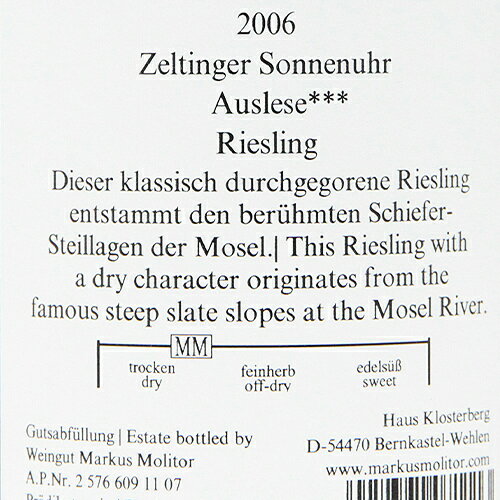 2006
Zeltinger Sonnenuhr
Auslese***
Riesling
Dieser klassisch durchgegorene Riesling
entstammt den berühmten Schiefer-
Steillagen der Mosel.| This Riesling with
a dry character originates from the
famous steep slate slopes at the Mosel River.
MM
trocken feinherb edelsüß
dry off-dry sweet
Gutsabfüllung | Estate bottled by
Weingut Markus Molitor
A.P.Nr. 2 576 609 11 07
Haus Klosterberg
D-54470 Bernkastel-Wehlen
www.markusmolitor.com